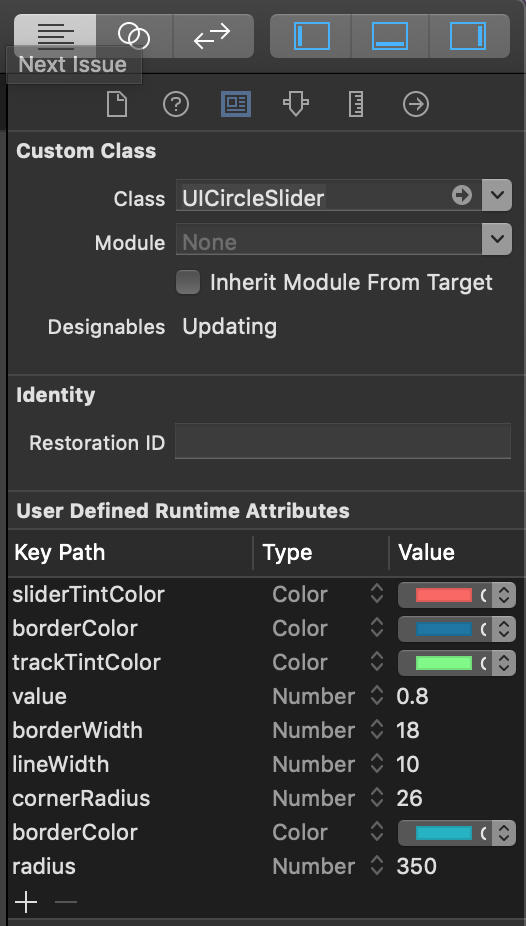 Next Issue
Custom Class
Class UICircleSlider
Module None
Inherit Module From Target
Designables Updating
Identity
Restoration ID
User Defined Runtime Attributes
Key Path Type Value
sliderTintColor Color
borderColor Color
trackTintColor Color
value Number 0.8
borderWidth Number 18
lineWidth Number 10
cornerRadius Number 26
borderColor Color
radius Number 350